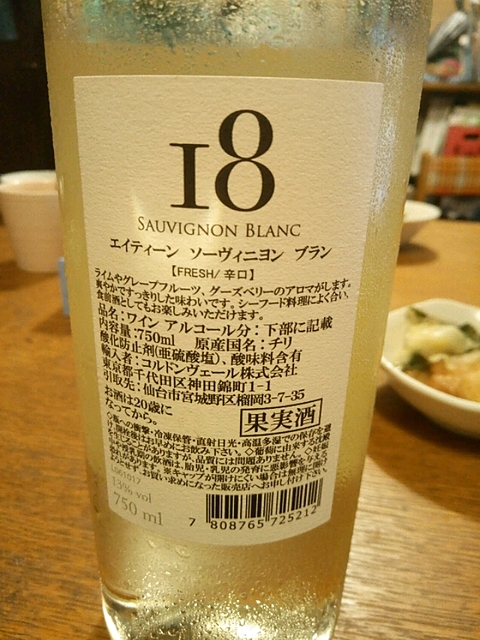 18
SAUVIGNON BLANC
エイティーン ソーヴィニヨン ブラン
【FRESH/辛口】
ライムやグレープフルーツ、グーズベリーのアロマがします。
爽やかですっきりした味わいです。シーフード料理によく合い、
食前酒としてもお楽しみいただけます。
品名:ワイン アルコール分:下部に記載
内容量:750ml 原産国名:チリ
酸化防止剤(亜硫酸塩)、酸味料含有
輸入者:コルドンヴェール株式会社
東京都千代田区神田錦町1-1
引取先:仙台市宮城野区榴岡3-7-35
お酒は20歳に
なってから。
果実酒
L061017
13% vol
750 ml
7 808765 725212